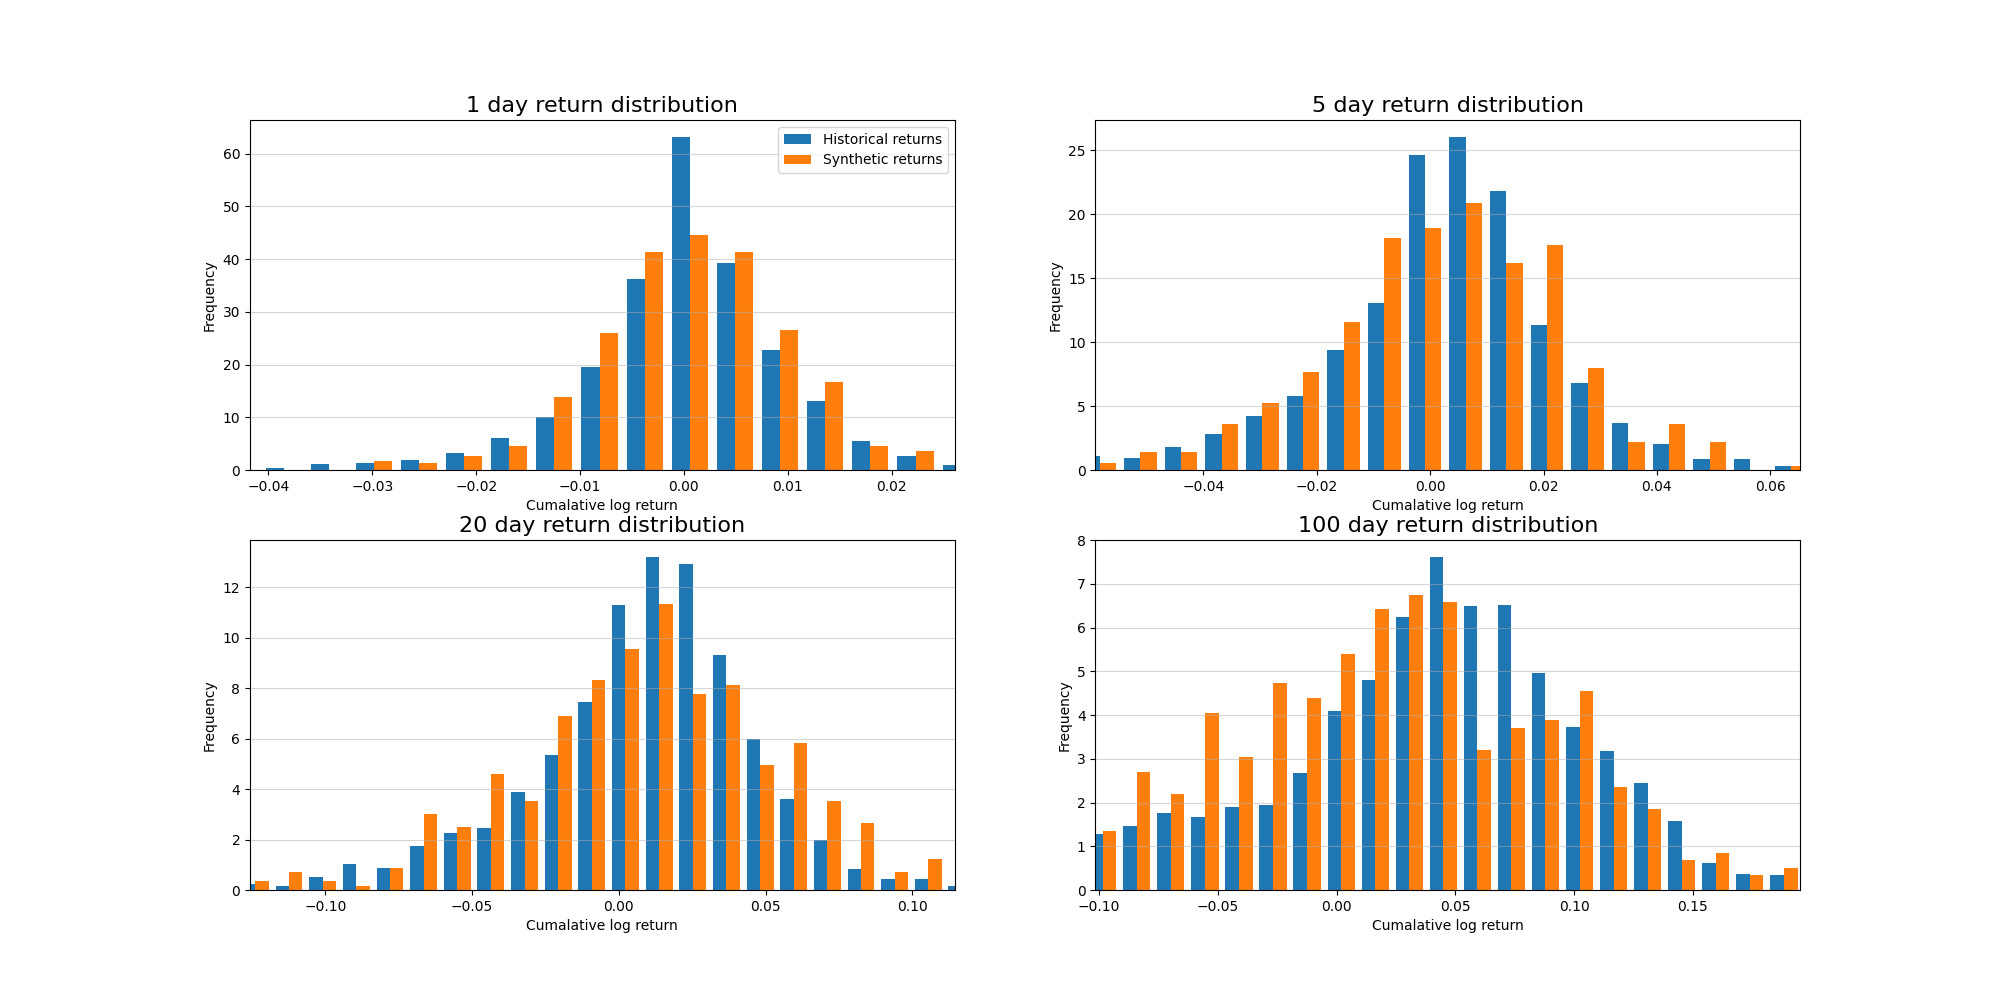 1 day return distribution
Historical returns
Synthetic returns
60
50
40
30
20
10
0
Frequency
−0.04 −0.03 −0.02 −0.01 0.00 0.01 0.02
Cumalative log return
5 day return distribution
25
20
15
10
5
0
Frequency
−0.04 −0.02 0.00 0.02 0.04 0.06
Cumalative log return
20 day return distribution
12
10
8
6
4
2
0
Frequency
−0.10 −0.05 0.00 0.05 0.10
Cumalative log return
100 day return distribution
8
7
6
5
4
3
2
1
0
Frequency
−0.10 −0.05 0.00 0.05 0.10 0.15
Cumalative log return